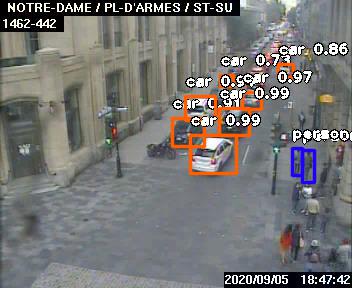 NOTRE-DAME / PL-D'ARMES / ST-SU
1462-442
car 0.86
car 0.73
car 0.97
car 0.99
car 0.91
car 0.99
2020/09/05 18:47:42